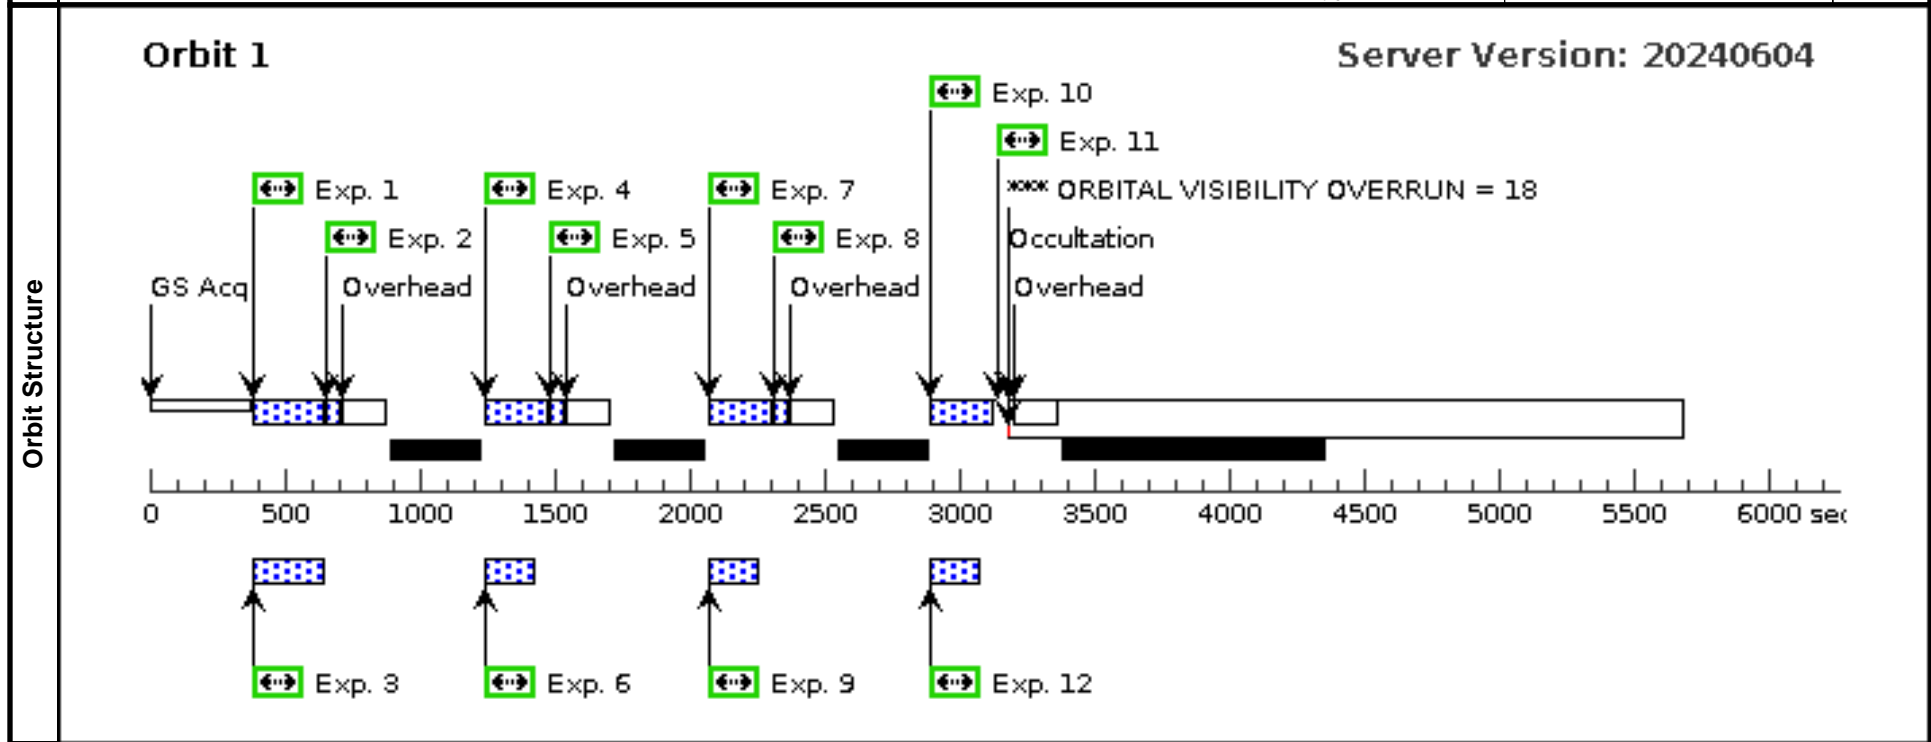 Orbit Structure
Orbit 1
Server Version: 20240604
Exp. 10
Exp. 11
Exp. 1
Exp. 4
Exp. 7
*** ORBITAL VISIBILITY OVERRUN = 18
Exp. 2
Exp. 5
Exp. 8
Occultation
GS Acq
Overhead
Overhead
Overhead
Overhead
0 500 1000 1500 2000 2500 3000 3500 4000 4500 5000 5500 6000 sec
Exp. 3
Exp. 6
Exp. 9
Exp. 12